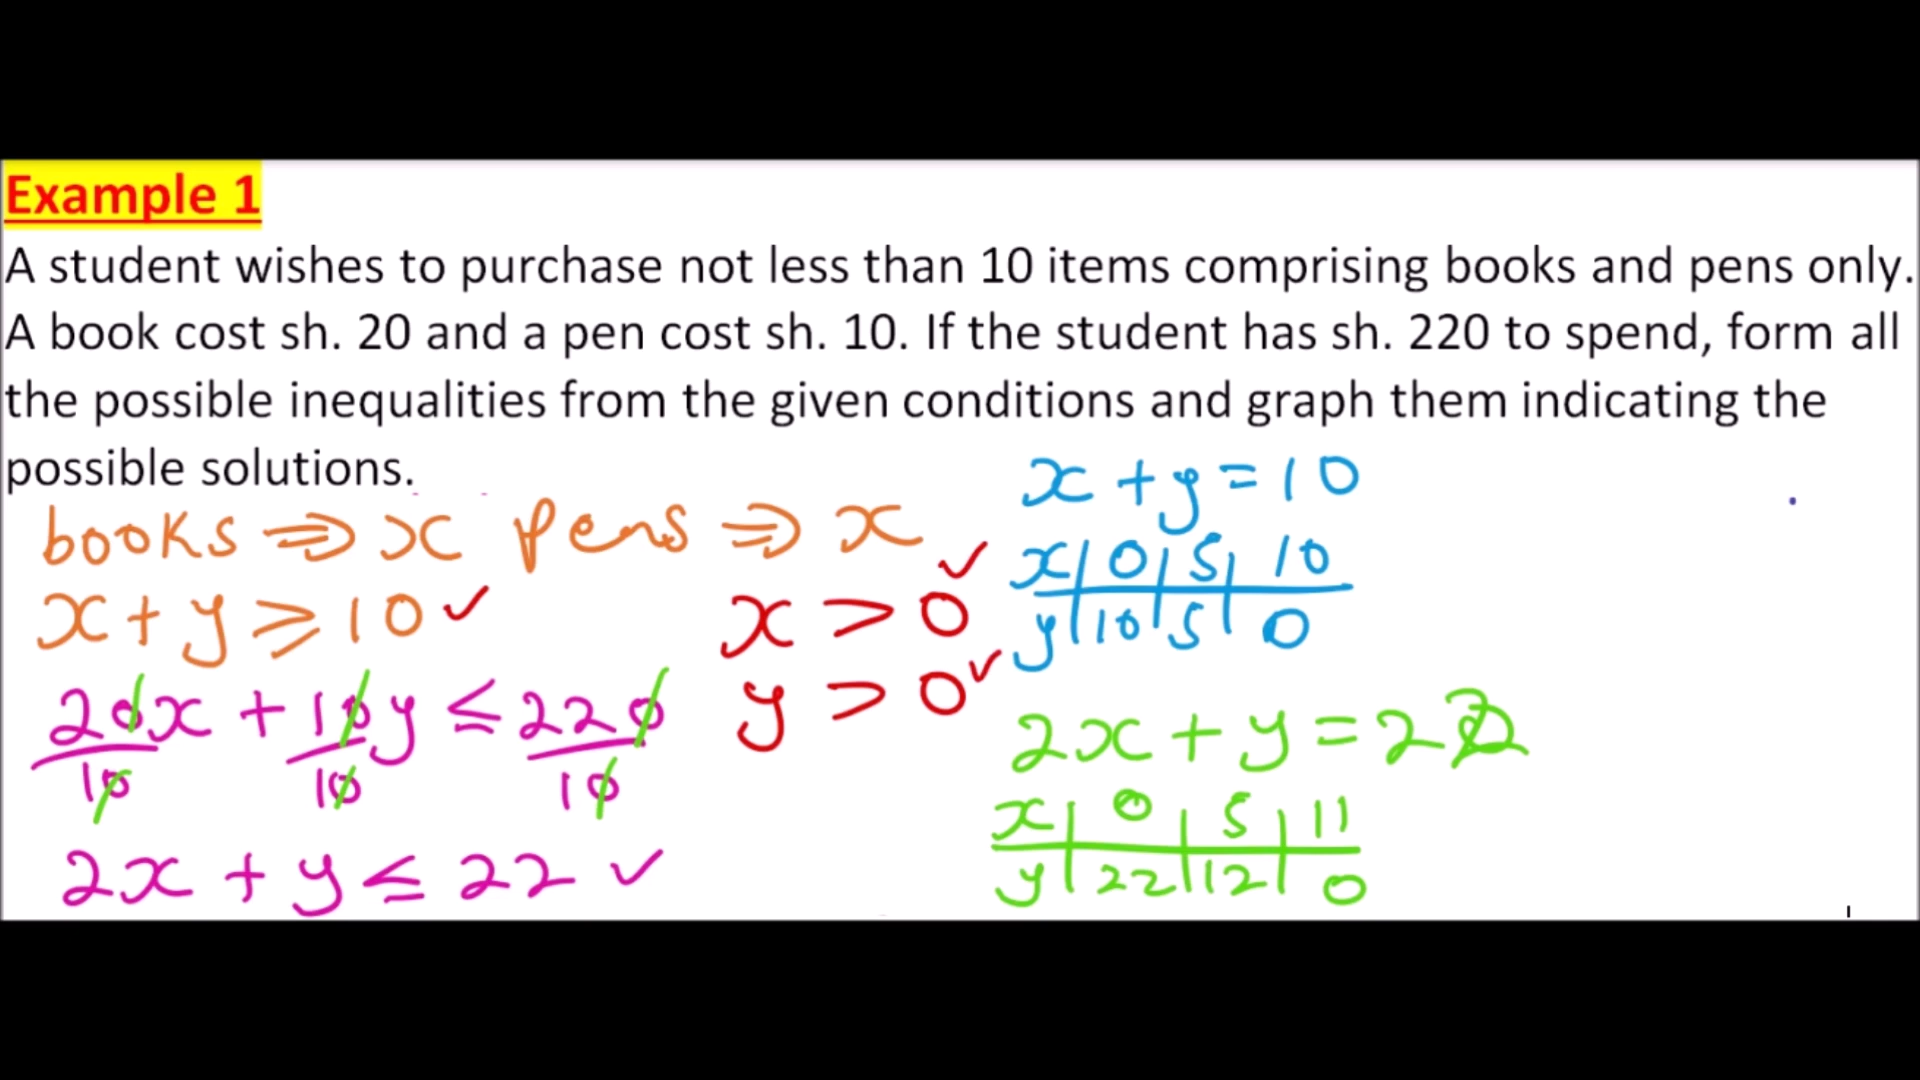 Example 1
A student wishes to purchase not less than 10 items comprising books and pens only.
A book cost sh. 20 and a pen cost sh. 10. If the student has sh. 220 to spend, form all
the possible inequalities from the given conditions and graph them indicating the
possible solutions.
books ⇒ x pens ⇒ x
x + y ≥ 10 ✓
20x/10 + 10y/10 ≤ 220/10
2x + y ≤ 22 ✓
x > 0 ✓
y > 0 ✓
x + y = 10
x | 0 | 5 | 10
y | 10 | 5 | 0
2x + y = 22
x | 0 | 5 | 11
y | 22 | 12 | 0